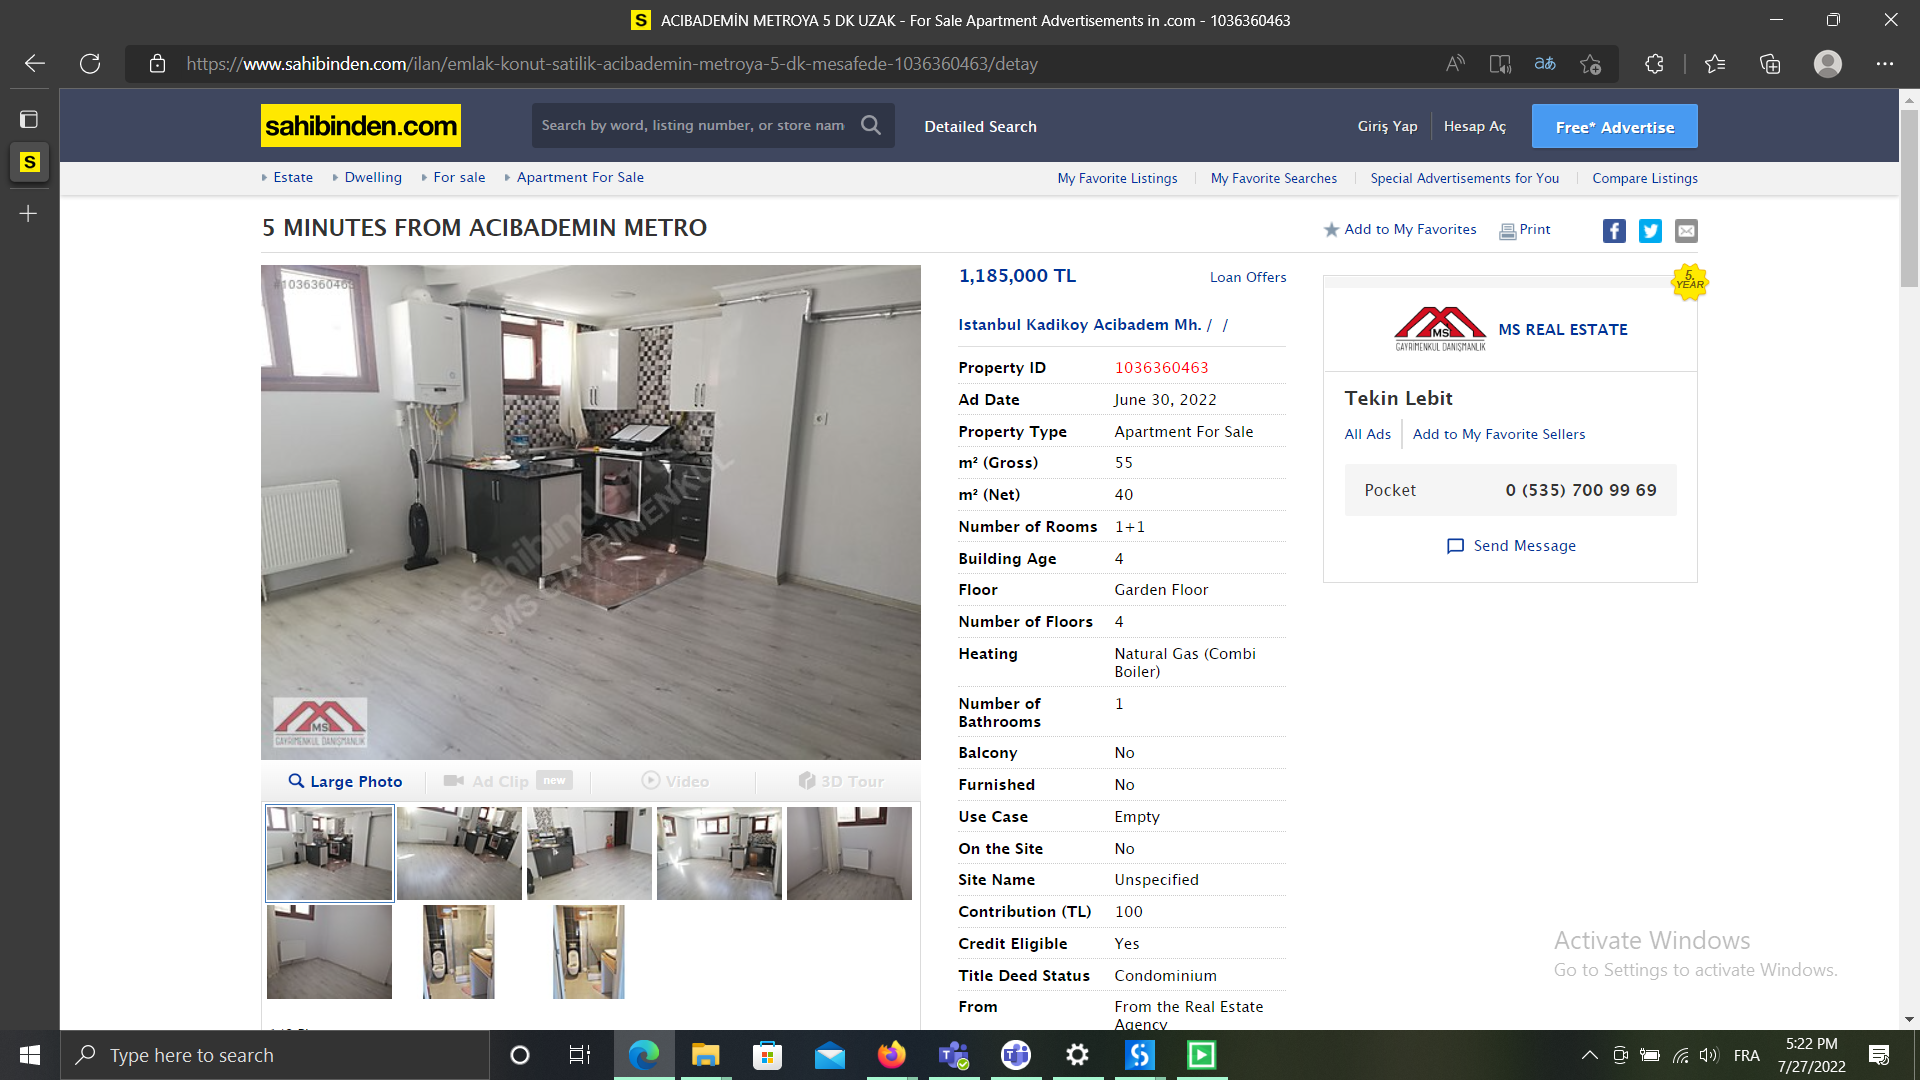 ACIBADEMİN METROYA 5 DK UZAK - For Sale Apartment Advertisements in .com - 1036360463
https://www.sahibinden.com/ilan/emlak-konut-satilik-acibademin-metroya-5-dk-mesafede-1036360463/detay
sahibinden.com
Search by word, listing number, or store nam
Detailed Search
Giriş Yap
Hesap Aç
Free* Advertise
Estate
Dwelling
For sale
Apartment For Sale
My Favorite Listings
My Favorite Searches
Special Advertisements for You
Compare Listings
5 MINUTES FROM ACIBADEMIN METRO
Add to My Favorites
Print
#1036360463
sahibinden.com
MS GAYRİMENKUL
MS
GAYRİMENKUL DANIŞMANLIK
Large Photo
Ad Clip new
Video
3D Tour
1,185,000 TL
Loan Offers
Istanbul Kadikoy Acibadem Mh. / /
Property ID 1036360463
Ad Date June 30, 2022
Property Type Apartment For Sale
m² (Gross) 55
m² (Net) 40
Number of Rooms 1+1
Building Age 4
Floor Garden Floor
Number of Floors 4
Heating Natural Gas (Combi
Boiler)
Number of 1
Bathrooms
Balcony No
Furnished No
Use Case Empty
On the Site No
Site Name Unspecified
Contribution (TL) 100
Credit Eligible Yes
Title Deed Status Condominium
From From the Real Estate
Agency
5.
YEAR
MS
GAYRİMENKUL DANIŞMANLIK
MS REAL ESTATE
Tekin Lebit
All Ads
Add to My Favorite Sellers
Pocket 0 (535) 700 99 69
Send Message
Activate Windows
Go to Settings to activate Windows.
Type here to search
FRA
5:22 PM
7/27/2022